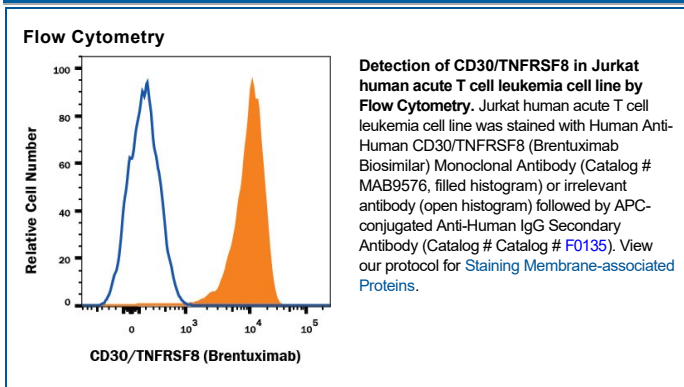 Flow Cytometry
100
80
60
40
20
0
Relative Cell Number
0
10³
10⁴
10⁵
CD30/TNFRSF8 (Brentuximab)
Detection of CD30/TNFRSF8 in Jurkat
human acute T cell leukemia cell line by
Flow Cytometry. Jurkat human acute T cell
leukemia cell line was stained with Human Anti-
Human CD30/TNFRSF8 (Brentuximab
Biosimilar) Monoclonal Antibody (Catalog #
MAB9576, filled histogram) or irrelevant
antibody (open histogram) followed by APC-
conjugated Anti-Human IgG Secondary
Antibody (Catalog # Catalog # F0135). View
our protocol for Staining Membrane-associated
Proteins.